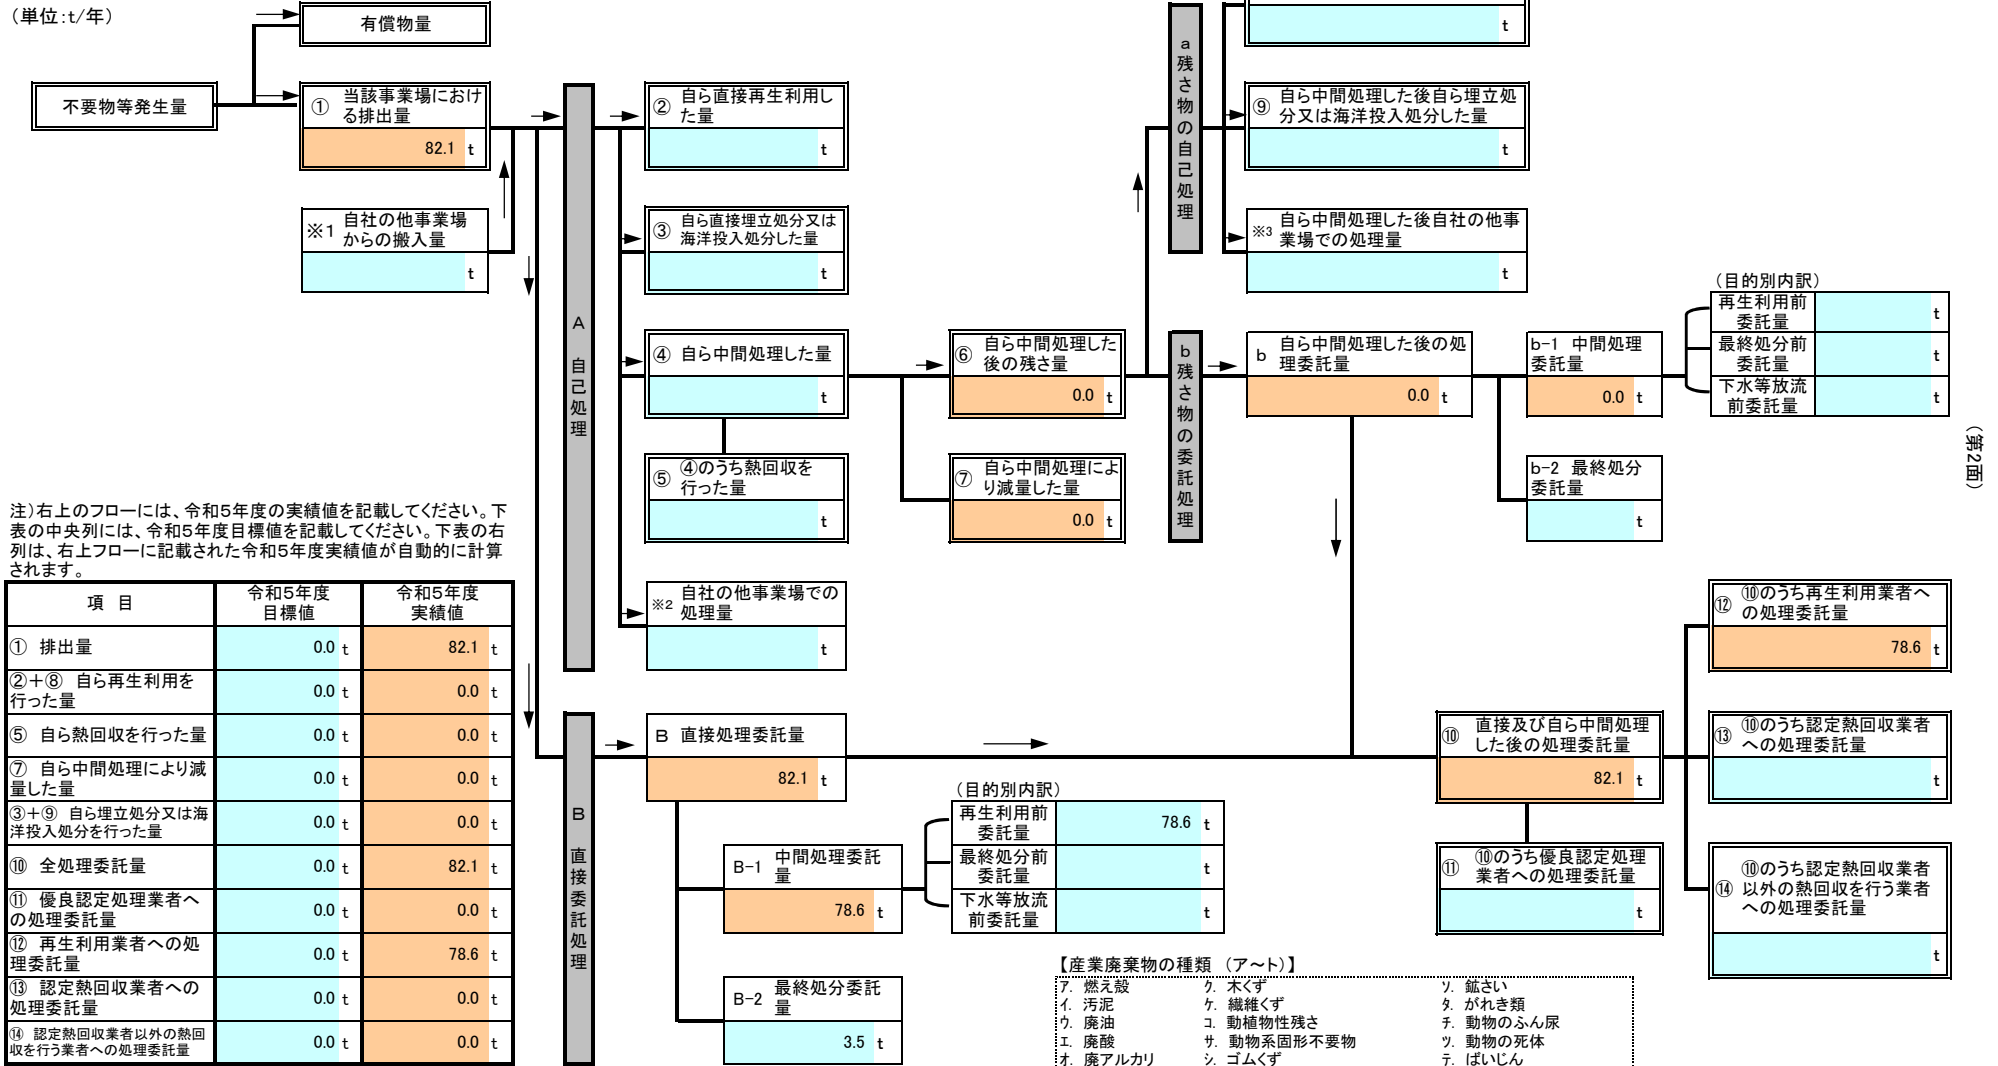 (単位:t/年)
有償物量
不要物等発生量
① 当該事業場におけ
る排出量
82.1 t
※1 自社の他事業場
からの搬入量
t
A 自己処理
② 自ら直接再生利用し
た量
t
③ 自ら直接埋立処分又は
海洋投入処分した量
t
④ 自ら中間処理した量
t
⑤ ④のうち熱回収を
行った量
t
※2 自社の他事業場での
処理量
t
⑥ 自ら中間処理した
後の残さ量
0.0 t
⑦ 自ら中間処理によ
り減量した量
0.0 t
a 残さ物の自己処理
t
⑨ 自ら中間処理した後自ら埋立処
分又は海洋投入処分した量
t
※3 自ら中間処理した後自社の他事
業場での処理量
t
b 残さ物の委託処理
b 自ら中間処理した後の処
理委託量
0.0 t
b-1 中間処理
委託量
0.0 t
b-2 最終処分
委託量
t
(目的別内訳)
再生利用前
委託量
t
最終処分前
委託量
t
下水等放流
前委託量
t
(第2面)
注)右上のフローには、令和5年度の実績値を記載してください。下
表の中央列には、令和5年度目標値を記載してください。下表の右
列は、右上フローに記載された令和5年度実績値が自動的に計算
されます。
項 目
令和5年度
目標値
令和5年度
実績値
① 排出量
0.0 t
82.1 t
②+⑧ 自ら再生利用を
行った量
0.0 t
0.0 t
⑤ 自ら熱回収を行った量
0.0 t
0.0 t
⑦ 自ら中間処理により減
量した量
0.0 t
0.0 t
③+⑨ 自ら埋立処分又は海
洋投入処分を行った量
0.0 t
0.0 t
⑩ 全処理委託量
0.0 t
82.1 t
⑪ 優良認定処理業者へ
の処理委託量
0.0 t
0.0 t
⑫ 再生利用業者への処
理委託量
0.0 t
78.6 t
⑬ 認定熱回収業者への
処理委託量
0.0 t
0.0 t
⑭ 認定熱回収業者以外の熱回
収を行う業者への処理委託量
0.0 t
0.0 t
B 直接委託処理
B 直接処理委託量
82.1 t
B-1 中間処理委託
量
78.6 t
B-2 最終処分委託
量
3.5 t
(目的別内訳)
再生利用前
委託量
78.6 t
最終処分前
委託量
t
下水等放流
前委託量
t
⑩ 直接及び自ら中間処理
した後の処理委託量
82.1 t
⑪ ⑩のうち優良認定処理
業者への処理委託量
t
⑫ ⑩のうち再生利用業者へ
の処理委託量
78.6 t
⑬ ⑩のうち認定熱回収業者
への処理委託量
t
⑭ ⑩のうち認定熱回収業者
以外の熱回収を行う業者
への処理委託量
t
【産業廃棄物の種類 (ア~ト)】
ア. 燃え殻
イ. 汚泥
ウ. 廃油
エ. 廃酸
オ. 廃アルカリ
ク. 木くず
ケ. 繊維くず
コ. 動植物性残さ
サ. 動物系固形不要物
シ. ゴムくず
ソ. 鉱さい
タ. がれき類
チ. 動物のふん尿
ツ. 動物の死体
テ. ばいじん